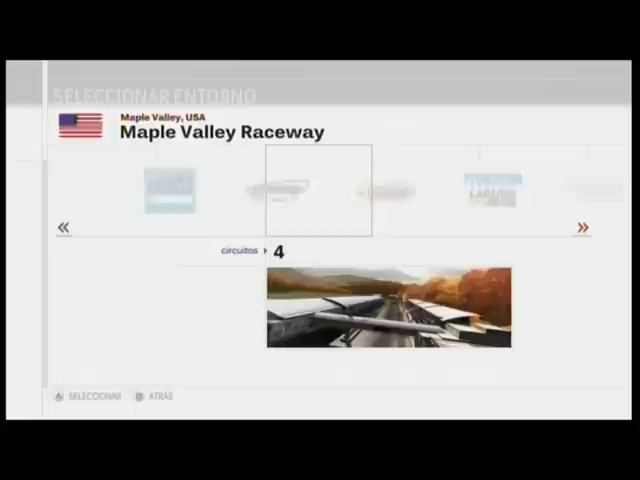 SELECCIONAR ENTORNO
Maple Valley, USA
Maple Valley Raceway
circuitos 4
SELECCIONAR ATRÁS